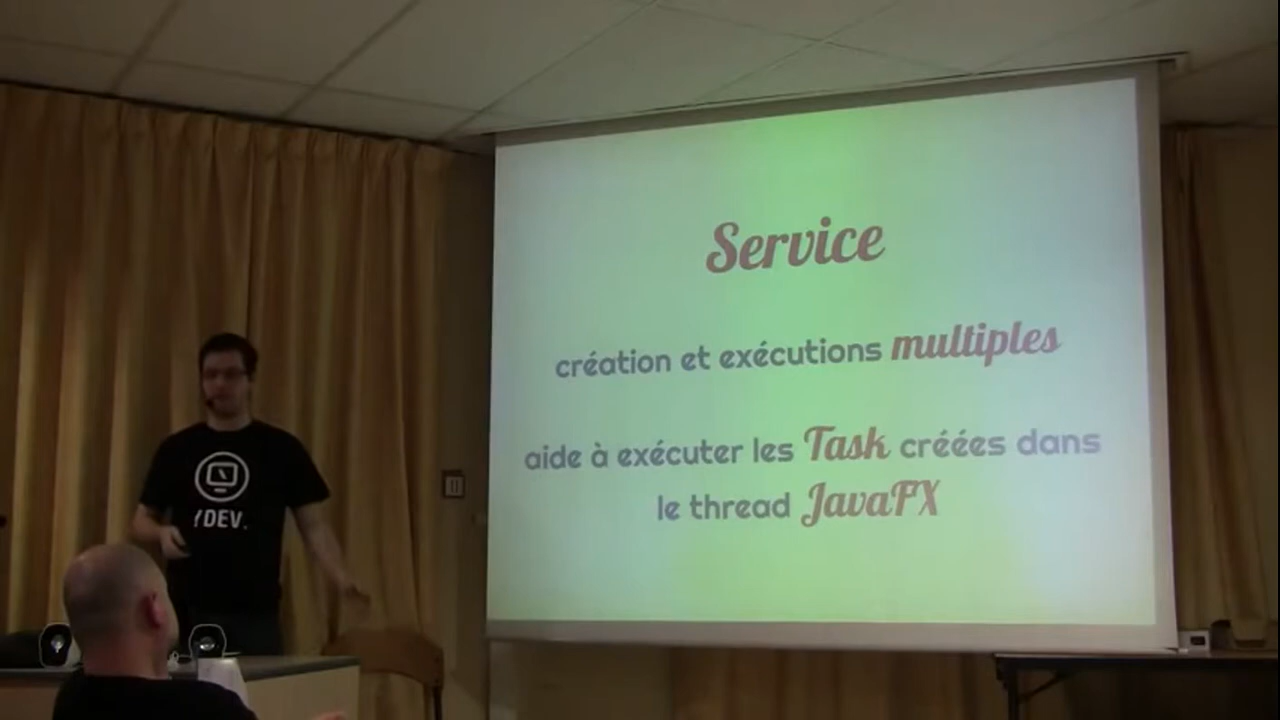 Service
création et exécutions multiples
aide à exécuter les Task créées dans
le thread JavaFX
/DEV.